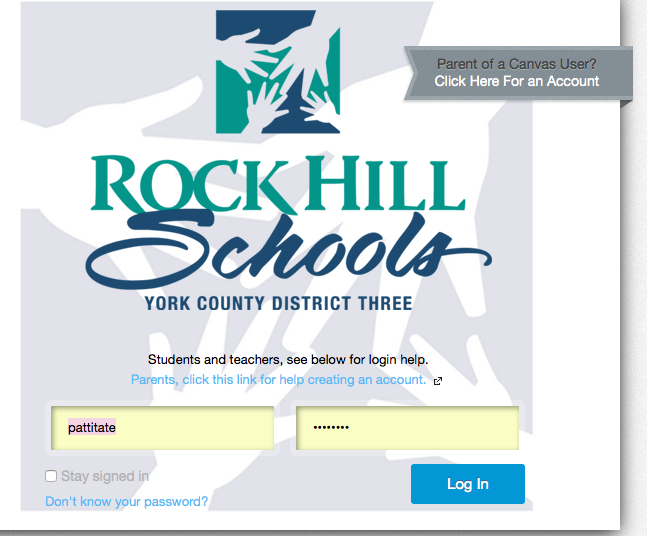 Parent of a Canvas User?
Click Here For an Account
ROCK HILL
Schools
YORK COUNTY DISTRICT THREE
Students and teachers, see below for login help.
Parents, click this link for help creating an account.
pattitate
••••••••
Stay signed in
Log In
Don't know your password?